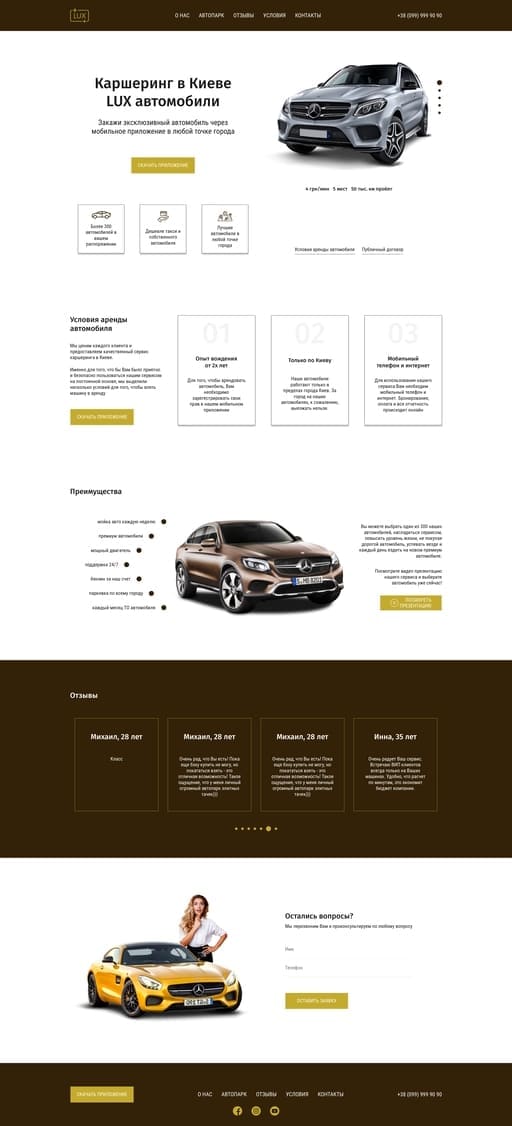 LUX
О НАС АВТОПАРК ОТЗЫВЫ УСЛОВИЯ КОНТАКТЫ
+38 (099) 999 90 90
Каршеринг в Киеве
LUX автомобили
Закажи эксклюзивный автомобиль через
мобильное приложение в любой точке города
СКАЧАТЬ ПРИЛОЖЕНИЕ
4 грн/мин 5 мест 50 тыс. км пройдет
Более 300
автомобилей в
вашем
распоряжении
Дешевле такси и
собственного
автомобиля
Лучшие
автомобили в
любой точке
города
Условия аренды автомобиля Публичный договор
Условия аренды
автомобиля
Мы ценим каждого клиента и
предоставляем качественный сервис
каршеринга в Киеве.
Именно для того, что бы Вам было приятно
и безопасно пользоваться нашим сервисом
на постоянной основе, мы выделили
несколько условий для того, чтобы взять
машину в аренду
СКАЧАТЬ ПРИЛОЖЕНИЕ
01
Опыт вождения
от 2х лет
Для того, чтобы арендовать
автомобиль, Вам
необходимо
зарегестрировать свои
права в нашем мобильном
приложении
02
Только по Киеву
Наши автомобили
работают только в
пределах города Киев. За
город на наших
автомобилях, к сожалению,
выезжать нельзя
03
Мобильный
телефон и интернет
Для использования нашего
сервиса Вам необходим
мобильный телефон и
интернет. Бронирование,
оплата и вся отчетность
происходит онлайн
Преимущества
мойка авто каждую неделю
премиум автомобили
мощный двигатель
поддержка 24/7
бензин за наш счет
парковка по всему городу
каждый месяц ТО автомобиля
Вы можете выбрать один из 300 наших
автомобилей, насладиться сервисом,
повысить уровень жизни, не покупая
дорогой автомобиль, успевать везде и
каждый день ездить на новом премиум
автомобиле.
Посмотрите видео презентацию
нашего сервиса и выберите
автомобиль уже сейчас!
ПОСМОТРЕТЬ
ПРЕЗЕНТАЦИЮ
Отзывы
Михаил, 28 лет
Класс
Михаил, 28 лет
Очень рад, что Вы есть! Пока
еще бэху купить не могу, но
покататься взять - это
отличная возможность! Такое
ощущение, что у меня личный
огромный автопарк элитных
тачек)))
Михаил, 28 лет
Очень рад, что Вы есть! Пока
еще бэху купить не могу, но
покататься взять - это
отличная возможность! Такое
ощущение, что у меня личный
огромный автопарк элитных
тачек)))
Инна, 35 лет
Очень радует Ваш сервис.
Встречаю ВИП клиентов
всегда только на Ваших
машинах. Удобно, что расчет
по минутам, это экономит
бюджет компании.
Остались вопросы?
Мы перезвоним Вам и проконсультируем по любому вопросу
Имя
Телефон
ОСТАВИТЬ ЗАЯВКУ
СКАЧАТЬ ПРИЛОЖЕНИЕ
О НАС АВТОПАРК ОТЗЫВЫ УСЛОВИЯ КОНТАКТЫ
+38 (099) 999 90 90